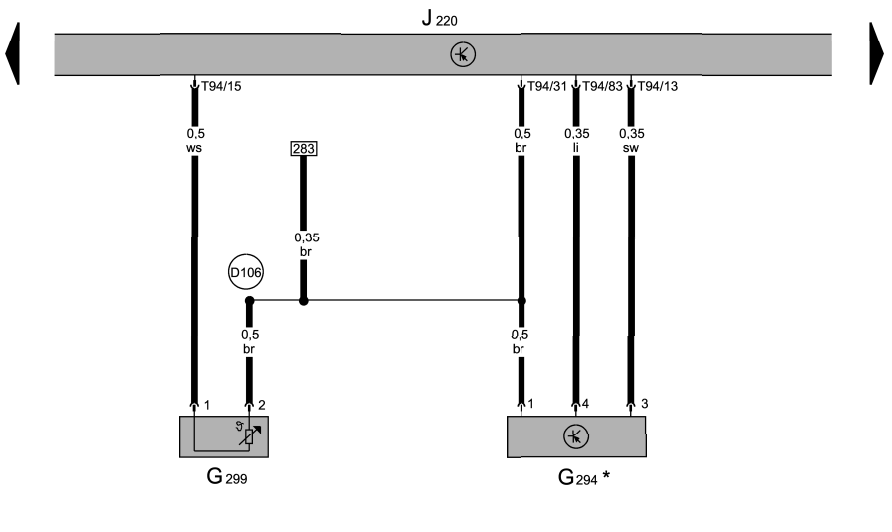 J 220
T94/15
T94/31
T94/83
T94/13
0,5
ws
283
0,5
br
0,35
li
0,35
sw
0,35
br
D106
0,5
br
0,5
br
1
2
1
4
3
ϑ
G 299
G 294 *